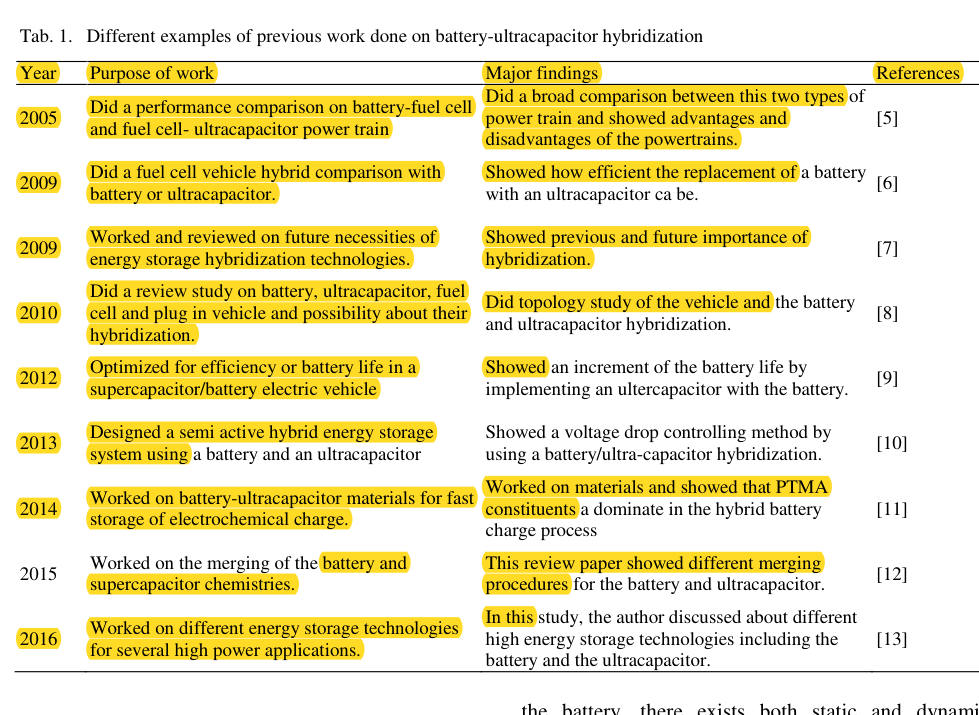 Tab. 1. Different examples of previous work done on battery-ultracapacitor hybridization
Year Purpose of work Major findings References
2005 Did a performance comparison on battery-fuel cell and fuel cell- ultracapacitor power train Did a broad comparison between this two types of power train and showed advantages and disadvantages of the powertrains. [5]
2009 Did a fuel cell vehicle hybrid comparison with battery or ultracapacitor. Showed how efficient the replacement of a battery with an ultracapacitor ca be. [6]
2009 Worked and reviewed on future necessities of energy storage hybridization technologies. Showed previous and future importance of hybridization. [7]
2010 Did a review study on battery, ultracapacitor, fuel cell and plug in vehicle and possibility about their hybridization. Did topology study of the vehicle and the battery and ultracapacitor hybridization. [8]
2012 Optimized for efficiency or battery life in a supercapacitor/battery electric vehicle Showed an increment of the battery life by implementing an ultercapacitor with the battery. [9]
2013 Designed a semi active hybrid energy storage system using a battery and an ultracapacitor Showed a voltage drop controlling method by using a battery/ultra-capacitor hybridization. [10]
2014 Worked on battery-ultracapacitor materials for fast storage of electrochemical charge. Worked on materials and showed that PTMA constituents a dominate in the hybrid battery charge process [11]
2015 Worked on the merging of the battery and supercapacitor chemistries. This review paper showed different merging procedures for the battery and ultracapacitor. [12]
2016 Worked on different energy storage technologies for several high power applications. In this study, the author discussed about different high energy storage technologies including the battery and the ultracapacitor. [13]
the battery, there exists both static and dynami